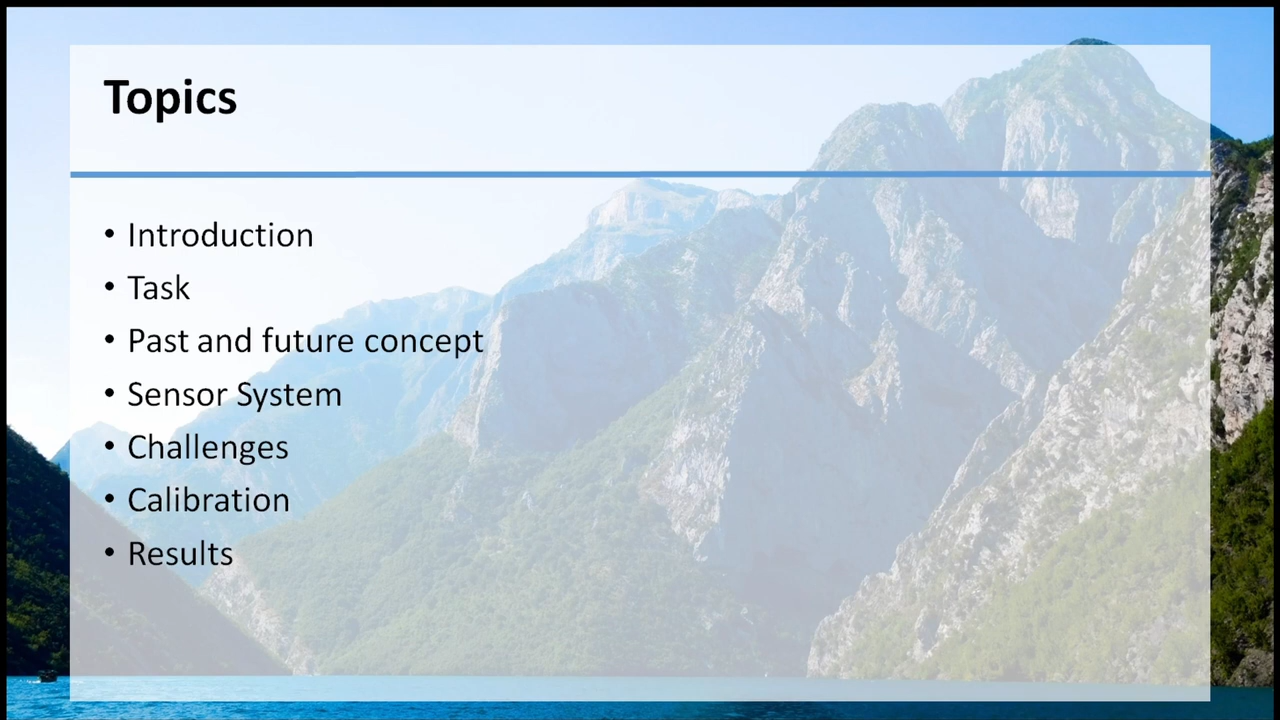 Topics
• Introduction
• Task
• Past and future concept
• Sensor System
• Challenges
• Calibration
• Results